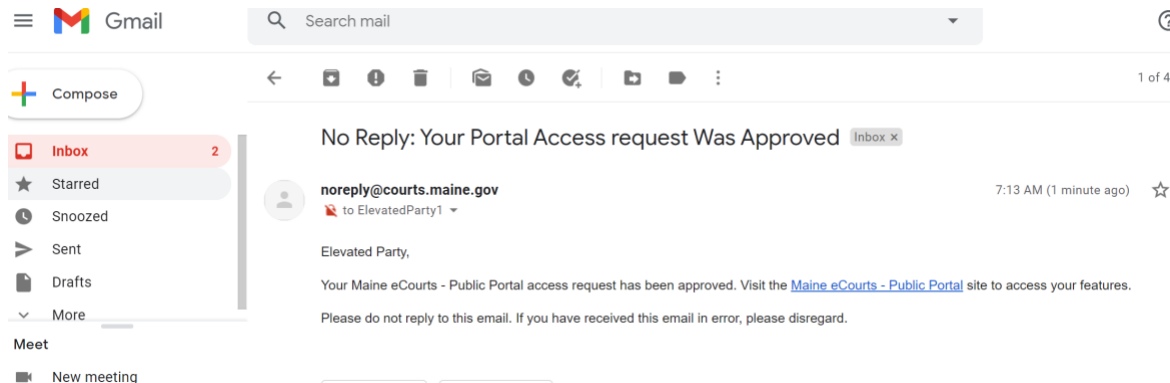 Gmail
Search mail
Compose
1 of 4
Inbox 2
Starred
Snoozed
Sent
Drafts
More
Meet
New meeting
No Reply: Your Portal Access request Was Approved Inbox ×
noreply@courts.maine.gov 7:13 AM (1 minute ago)
to ElevatedParty1
Elevated Party,
Your Maine eCourts - Public Portal access request has been approved. Visit the Maine eCourts - Public Portal site to access your features.
Please do not reply to this email. If you have received this email in error, please disregard.